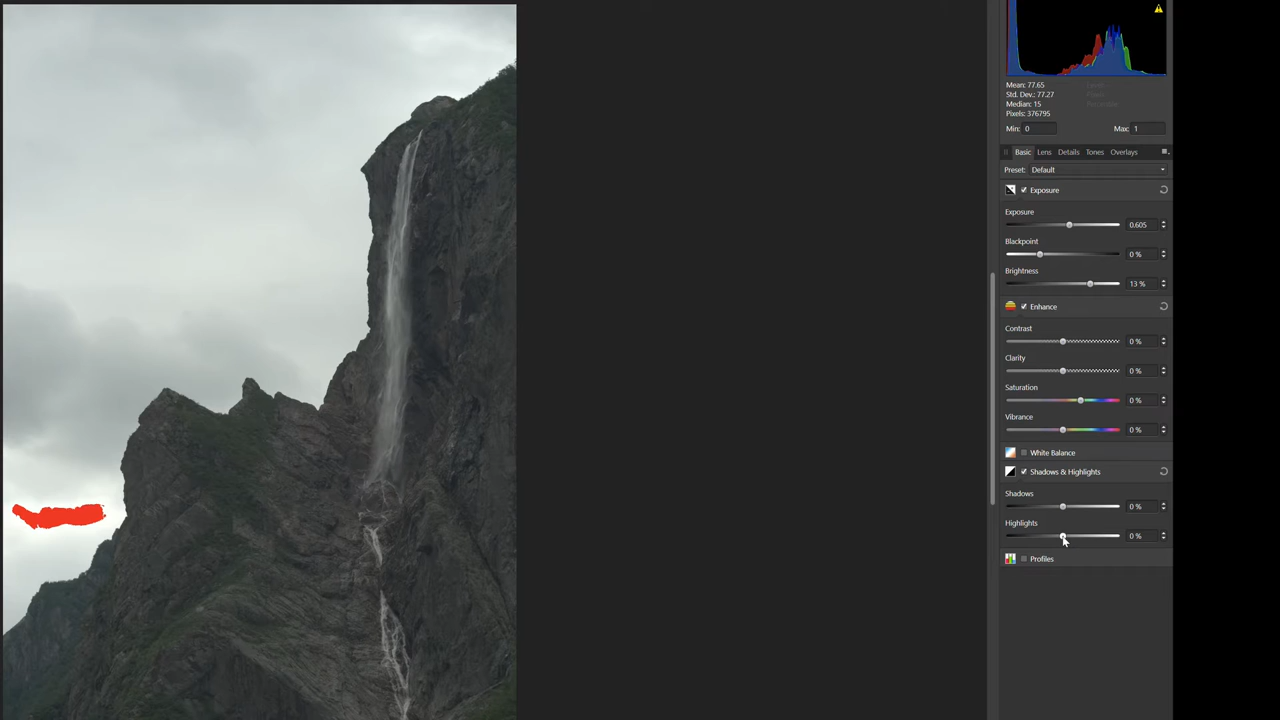 Mean: 77.65
Std. Dev.: 77.27
Median: 15
Pixels: 376795
Min: 0 Max: 1
Basic Lens Details Tones Overlays
Preset: Default
Exposure
Exposure
0.605
Blackpoint
0 %
Brightness
13 %
Enhance
Contrast
0 %
Clarity
0 %
Saturation
0 %
Vibrance
0 %
White Balance
Shadows & Highlights
Shadows
0 %
Highlights
0 %
Profiles